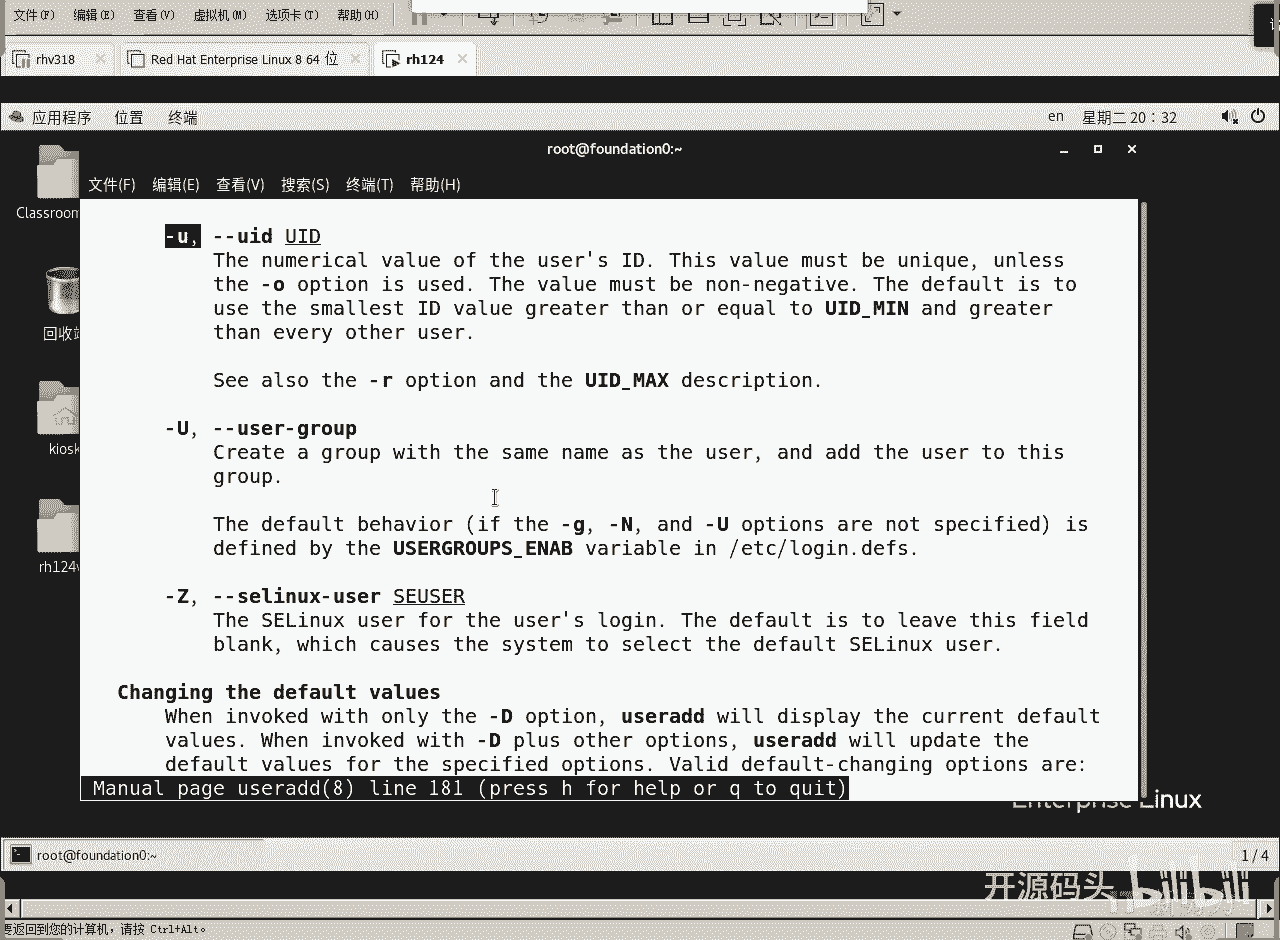 文件(F) 编辑(E) 查看(V) 虚拟机(M) 选项卡(T) 帮助(H)
rhv318 Red Hat Enterprise Linux 8 64 位 rh124
应用程序 位置 终端 en 星期二 20：32
root@foundation0:~
文件(F) 编辑(E) 查看(V) 搜索(S) 终端(T) 帮助(H)
Classroom
回收站
kiosk
-u, --uid UID
The numerical value of the user's ID. This value must be unique, unless
the -o option is used. The value must be non-negative. The default is to
use the smallest ID value greater than or equal to UID_MIN and greater
than every other user.
See also the -r option and the UID_MAX description.
-U, --user-group
Create a group with the same name as the user, and add the user to this
group.
The default behavior (if the -g, -N, and -U options are not specified) is
defined by the USERGROUPS_ENAB variable in /etc/login.defs.
-Z, --selinux-user SEUSER
The SELinux user for the user's login. The default is to leave this field
blank, which causes the system to select the default SELinux user.
Changing the default values
When invoked with only the -D option, useradd will display the current default
values. When invoked with -D plus other options, useradd will update the
default values for the specified options. Valid default-changing options are:
Manual page useradd(8) line 181 (press h for help or q to quit)
Enterprise Linux
root@foundation0:~ 1 / 4
开源码头 bilibili
要返回到您的计算机，请按 Ctrl+Alt。